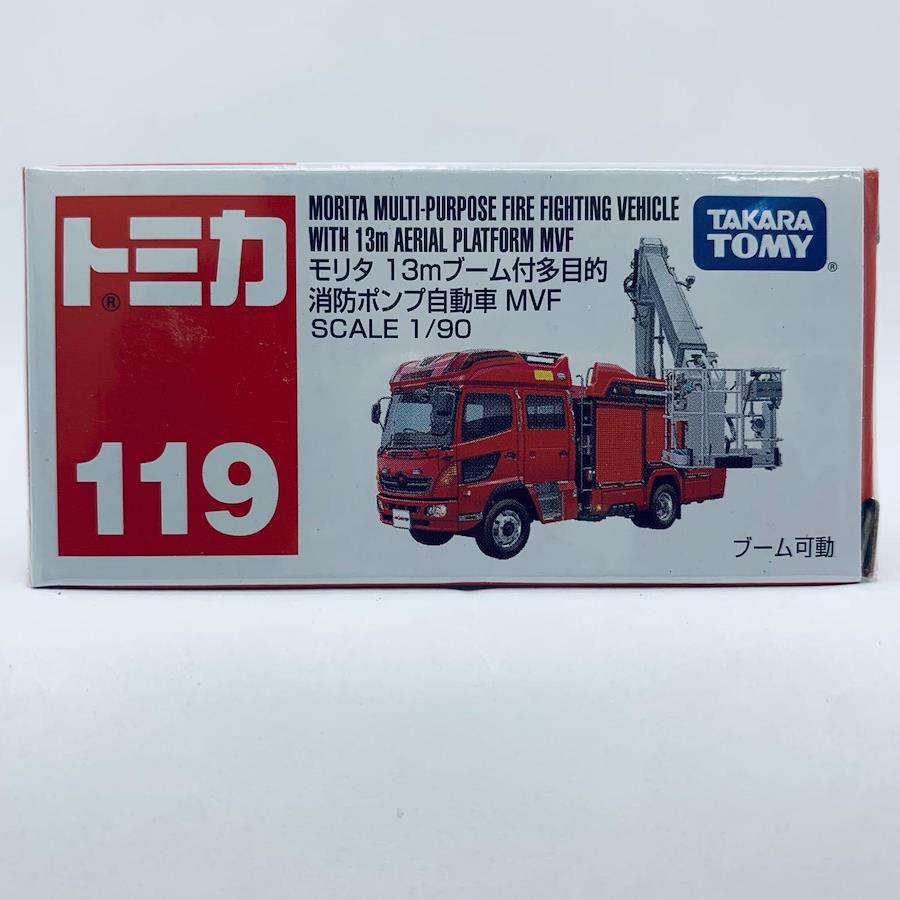 トミカ
®
119
MORITA MULTI-PURPOSE FIRE FIGHTING VEHICLE
WITH 13m AERIAL PLATFORM MVF
モリタ 13mブーム付多目的
消防ポンプ自動車 MVF
SCALE 1/90
TAKARA
TOMY
®
ブーム可動